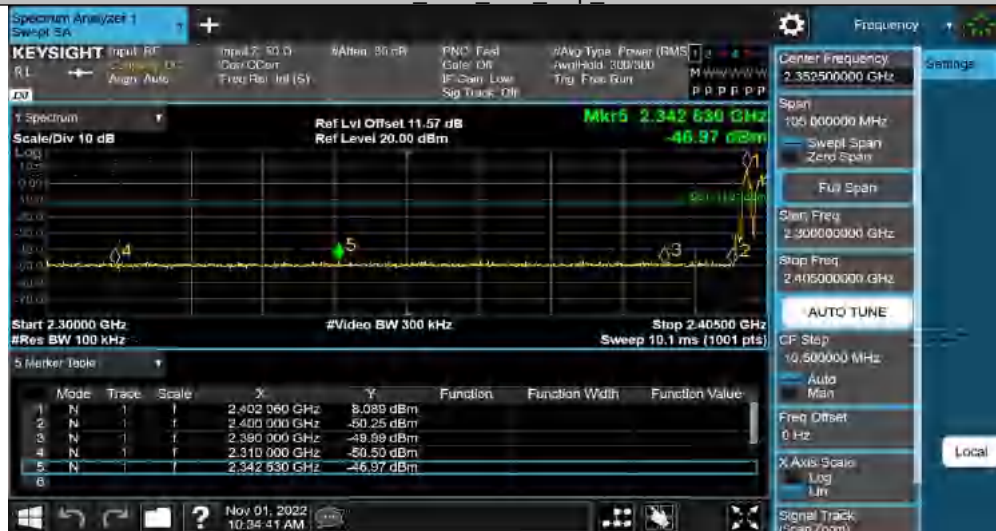 Spectrum Analyzer 1
Swept SA
+
Frequency
KEYSIGHT Input: RF
RL
Align: Auto
Input Z: 50 Ω
Corr CCorr
Freq Ref: Int (S)
#Atten: 30 dB
PNO: Fast
Gate: Off
IF Gain: Low
Sig Track: Off
#Avg Type: Power (RMS)
Avg|Hold: 300/300
Trig: Free Run
M W W W W W
P P P P P P
1 Spectrum
Scale/Div 10 dB
Ref Lvl Offset 11.57 dB
Ref Level 20.00 dBm
Mkr5 2.342 630 GHz
-46.97 dBm
Log
1
4
5
3
2
Start 2.30000 GHz
#Res BW 100 kHz
#Video BW 300 kHz
Stop 2.40500 GHz
Sweep 10.1 ms (1001 pts)
5 Marker Table
Mode Trace Scale X Y Function Function Width Function Value
1 N 1 f 2.402 060 GHz 8.089 dBm
2 N 1 f 2.400 000 GHz -50.25 dBm
3 N 1 f 2.390 000 GHz -49.99 dBm
4 N 1 f 2.310 000 GHz -50.50 dBm
5 N 1 f 2.342 630 GHz -46.97 dBm
6
Nov 01, 2022
10:34:41 AM
Center Frequency
2.352500000 GHz
Settings
Span
105.000000 MHz
Swept Span
Zero Span
Full Span
Start Freq
2.300000000 GHz
Stop Freq
2.405000000 GHz
AUTO TUNE
CF Step
10.500000 MHz
Auto
Man
Freq Offset
0 Hz
X Axis Scale
Log
Lin
Local
Signal Track
(Span Zoom)